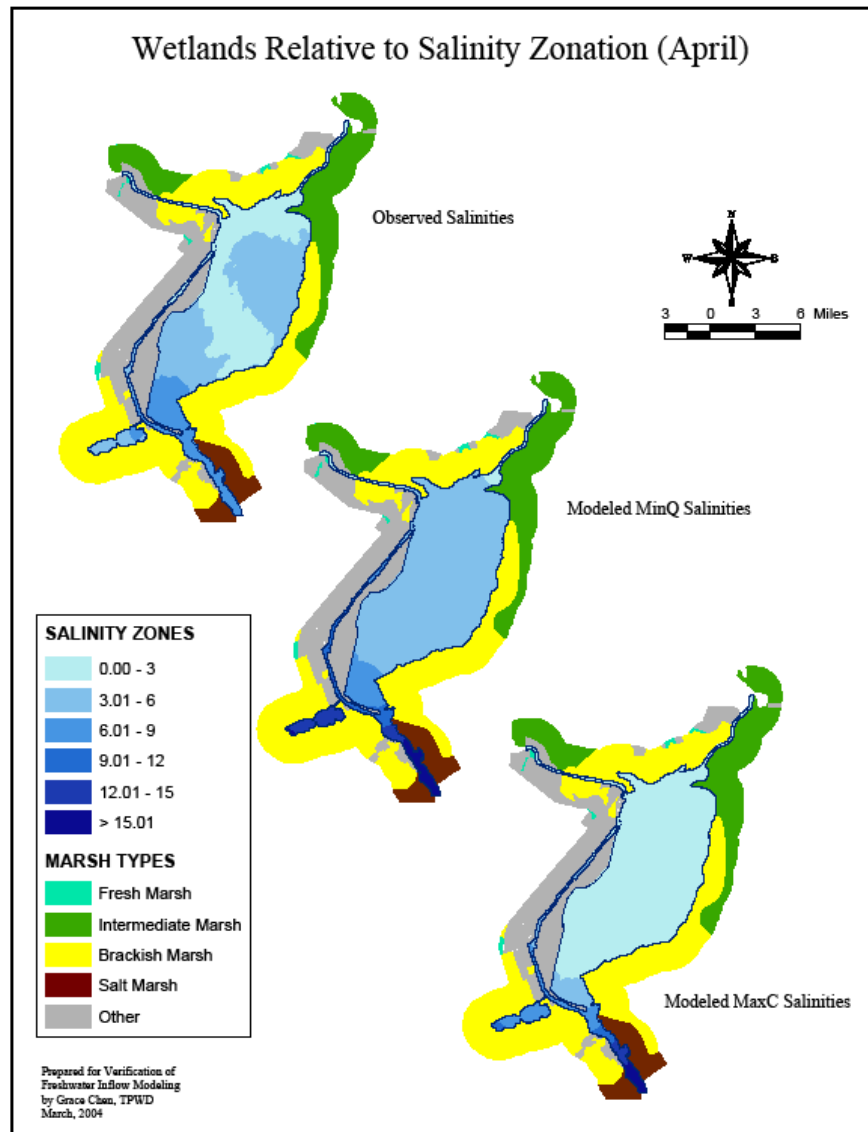 Wetlands Relative to Salinity Zonation (April)
Observed Salinities
N
W E
S
3 0 3 6 Miles
Modeled MinQ Salinities
SALINITY ZONES
0.00 - 3
3.01 - 6
6.01 - 9
9.01 - 12
12.01 - 15
> 15.01
MARSH TYPES
Fresh Marsh
Intermediate Marsh
Brackish Marsh
Salt Marsh
Other
Modeled MaxC Salinities
Prepared for Verification of
Freshwater Inflow Modeling
by Grace Chen, TPWD
March, 2004